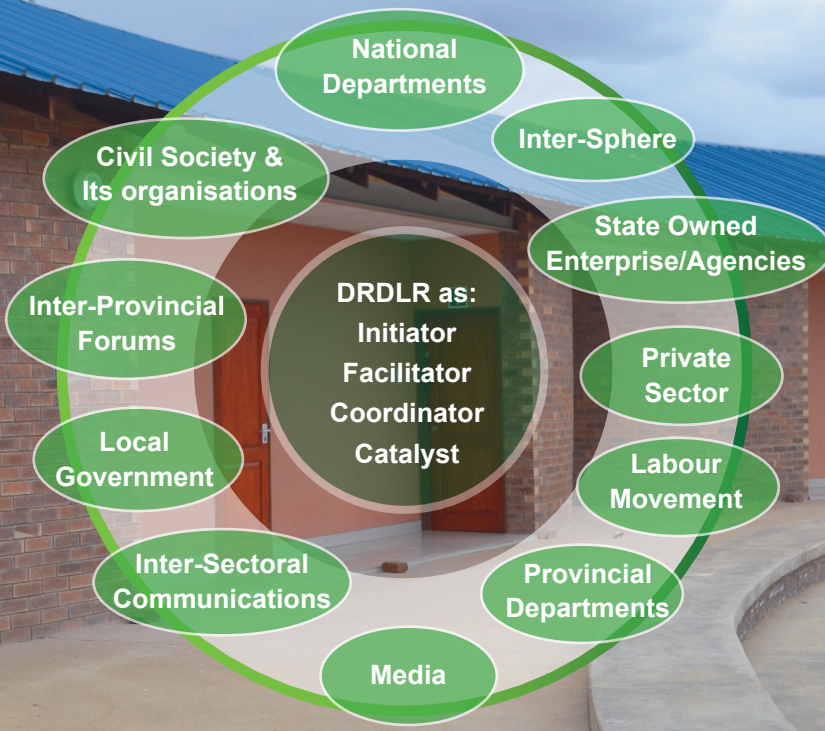 National
Departments
Inter-Sphere
State Owned
Enterprise/Agencies
Private
Sector
Labour
Movement
Provincial
Departments
Media
Inter-Sectoral
Communications
Local
Government
Inter-Provincial
Forums
Civil Society &
Its organisations
DRDLR as:
Initiator
Facilitator
Coordinator
Catalyst